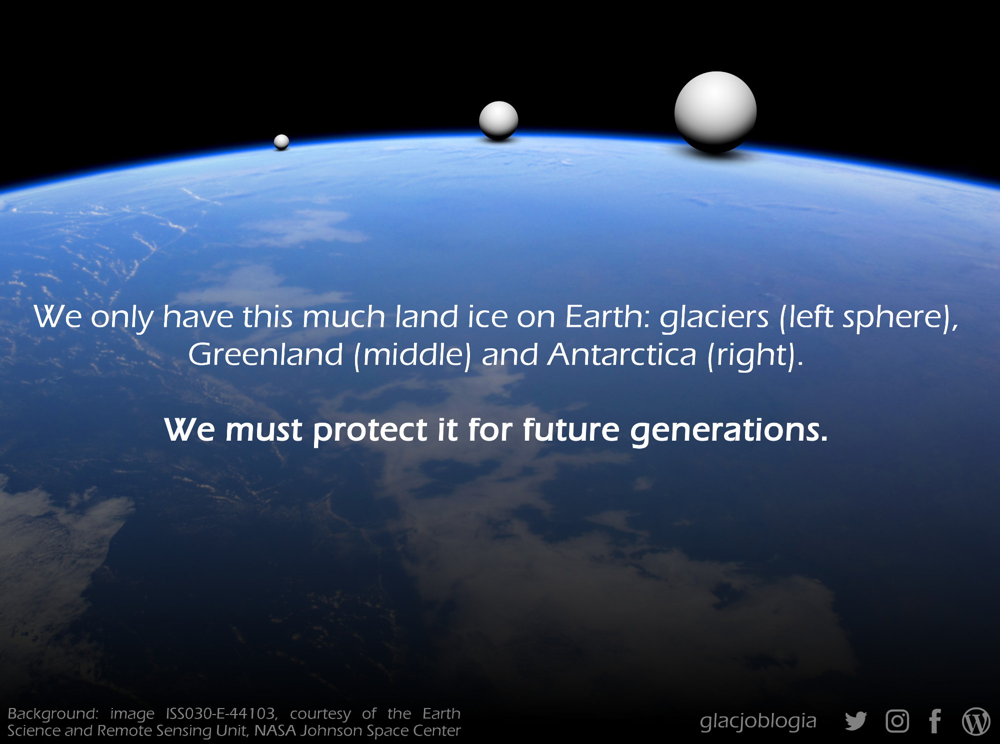 We only have this much land ice on Earth: glaciers (left sphere),
Greenland (middle) and Antarctica (right).
We must protect it for future generations.
Background: image ISS030-E-44103, courtesy of the Earth
Science and Remote Sensing Unit, NASA Johnson Space Center
glacjoblogia